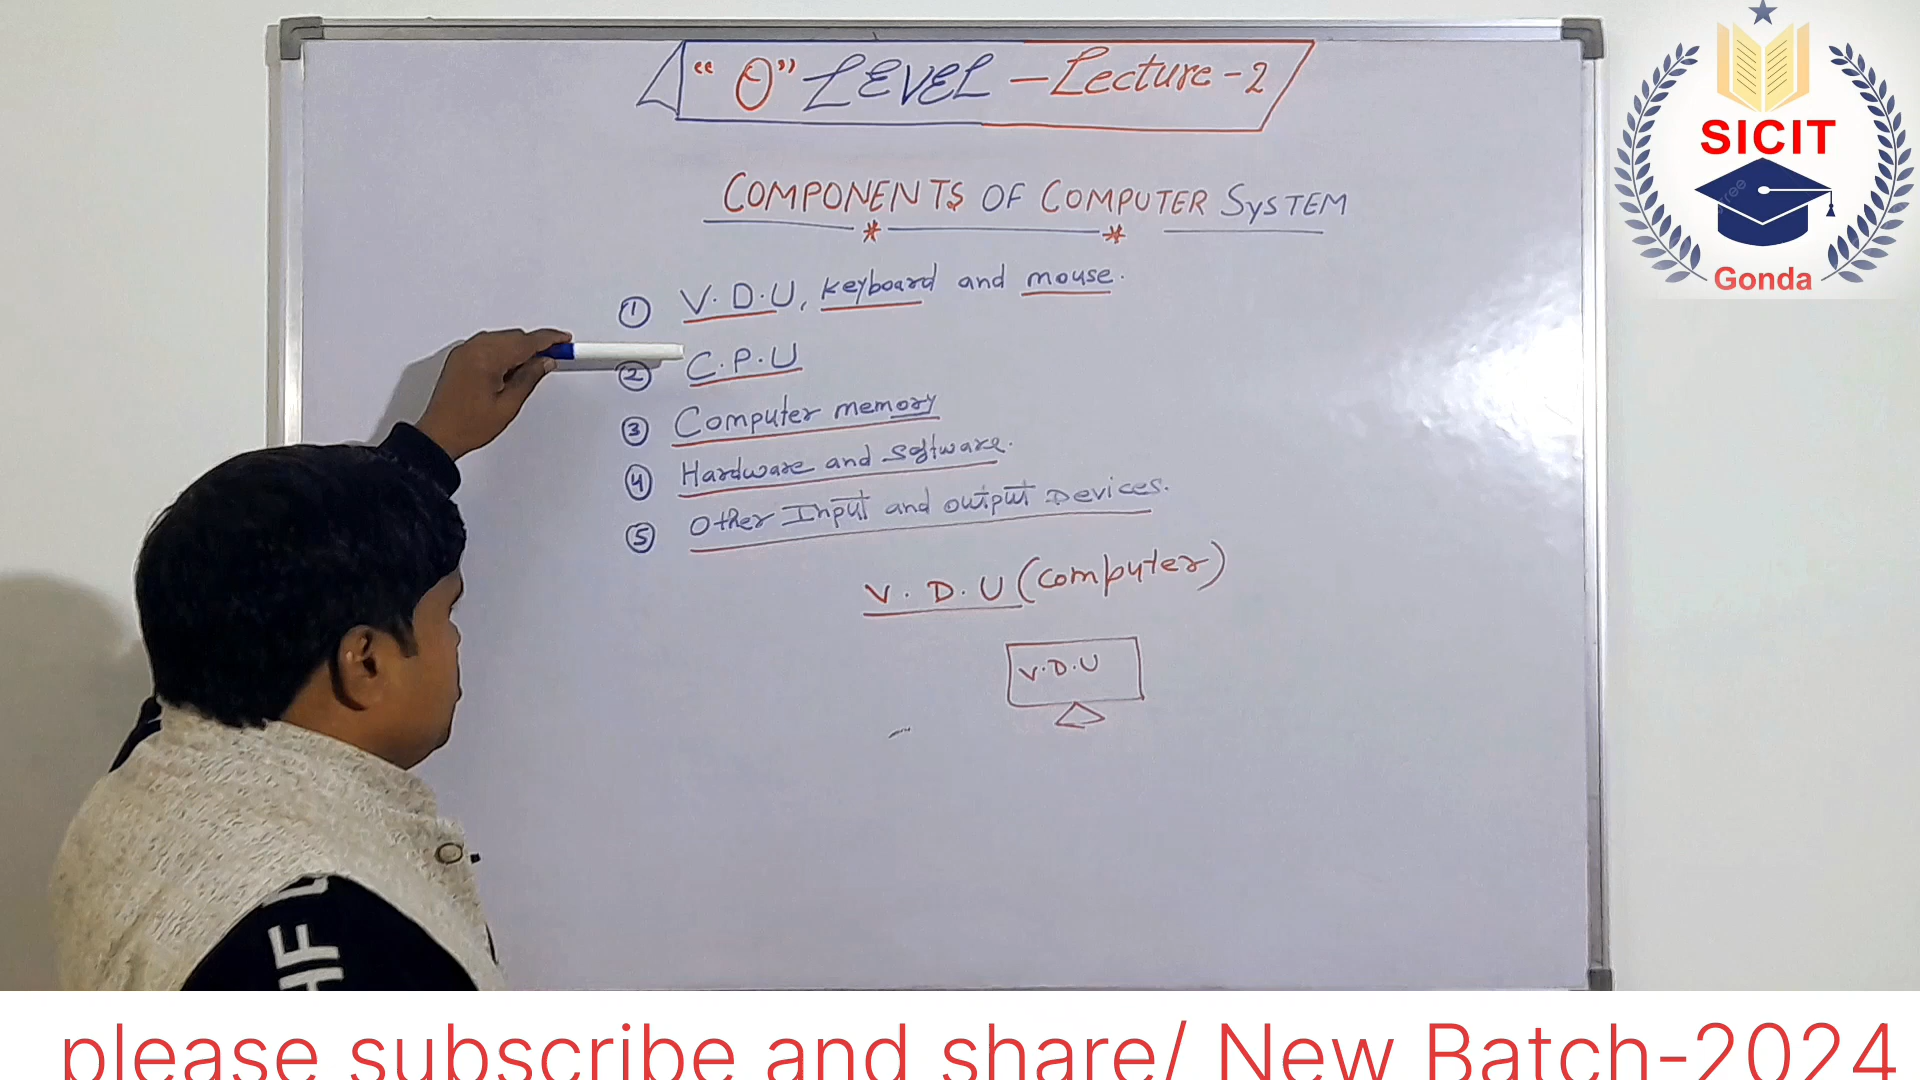 "O" LEVEL - Lecture - 2
COMPONENTS OF COMPUTER SYSTEM
① V.D.U, keyboard and mouse.
② C.P.U
③ Computer memory
④ Hardware and software.
⑤ Other Input and output Devices.
V.D.U (computer)
V.D.U
SICIT
Gonda
please subscribe and share/ New Batch-2024